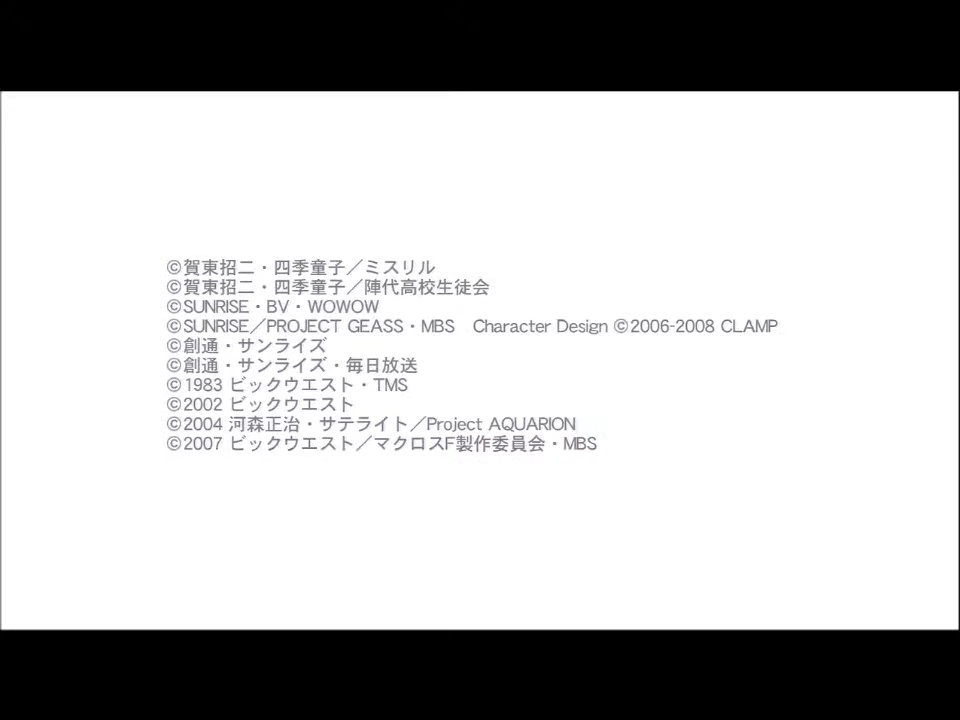 ©賀東招二・四季童子／ミスリル
©賀東招二・四季童子／陣代高校生徒会
©SUNRISE・BV・WOWOW
©SUNRISE／PROJECT GEASS・MBS　Character Design ©2006-2008 CLAMP
©創通・サンライズ
©創通・サンライズ・毎日放送
©1983 ビックウエスト・TMS
©2002 ビックウエスト
©2004 河森正治・サテライト／Project AQUARION
©2007 ビックウエスト／マクロスF製作委員会・MBS